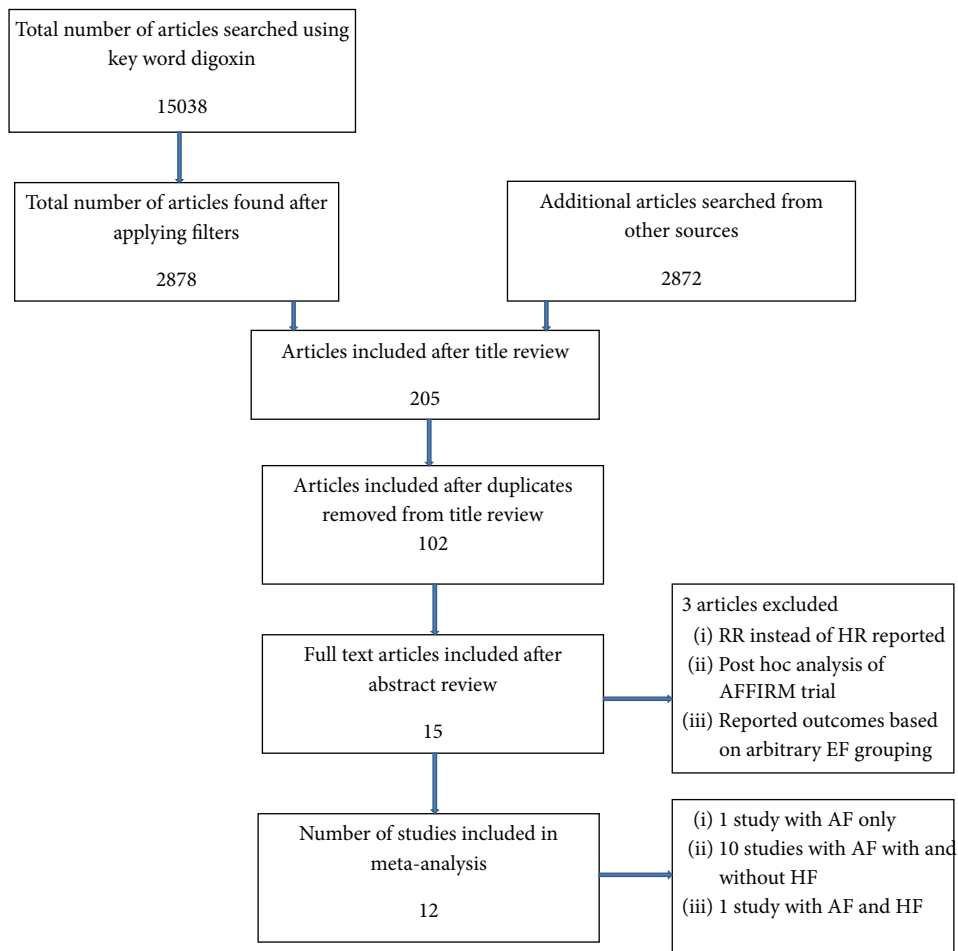 Total number of articles searched using
key word digoxin
15038
Total number of articles found after
applying filters
2878
Additional articles searched from
other sources
2872
Articles included after title review
205
Articles included after duplicates
removed from title review
102
Full text articles included after
abstract review
15
3 articles excluded
(i) RR instead of HR reported
(ii) Post hoc analysis of
AFFIRM trial
(iii) Reported outcomes based
on arbitrary EF grouping
Number of studies included in
meta-analysis
12
(i) 1 study with AF only
(ii) 10 studies with AF with and
without HF
(iii) 1 study with AF and HF